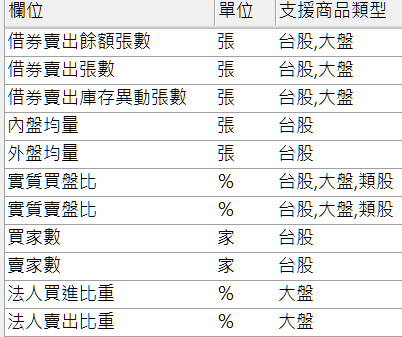 欄位 單位 支援商品類型
借券賣出餘額張數 張 台股,大盤
借券賣出張數 張 台股,大盤
借券賣出庫存異動張數 張 台股,大盤
內盤均量 張 台股
外盤均量 張 台股
實質買盤比 % 台股,大盤,類股
實質賣盤比 % 台股,大盤,類股
買家數 家 台股
賣家數 家 台股
法人買進比重 % 大盤
法人賣出比重 % 大盤